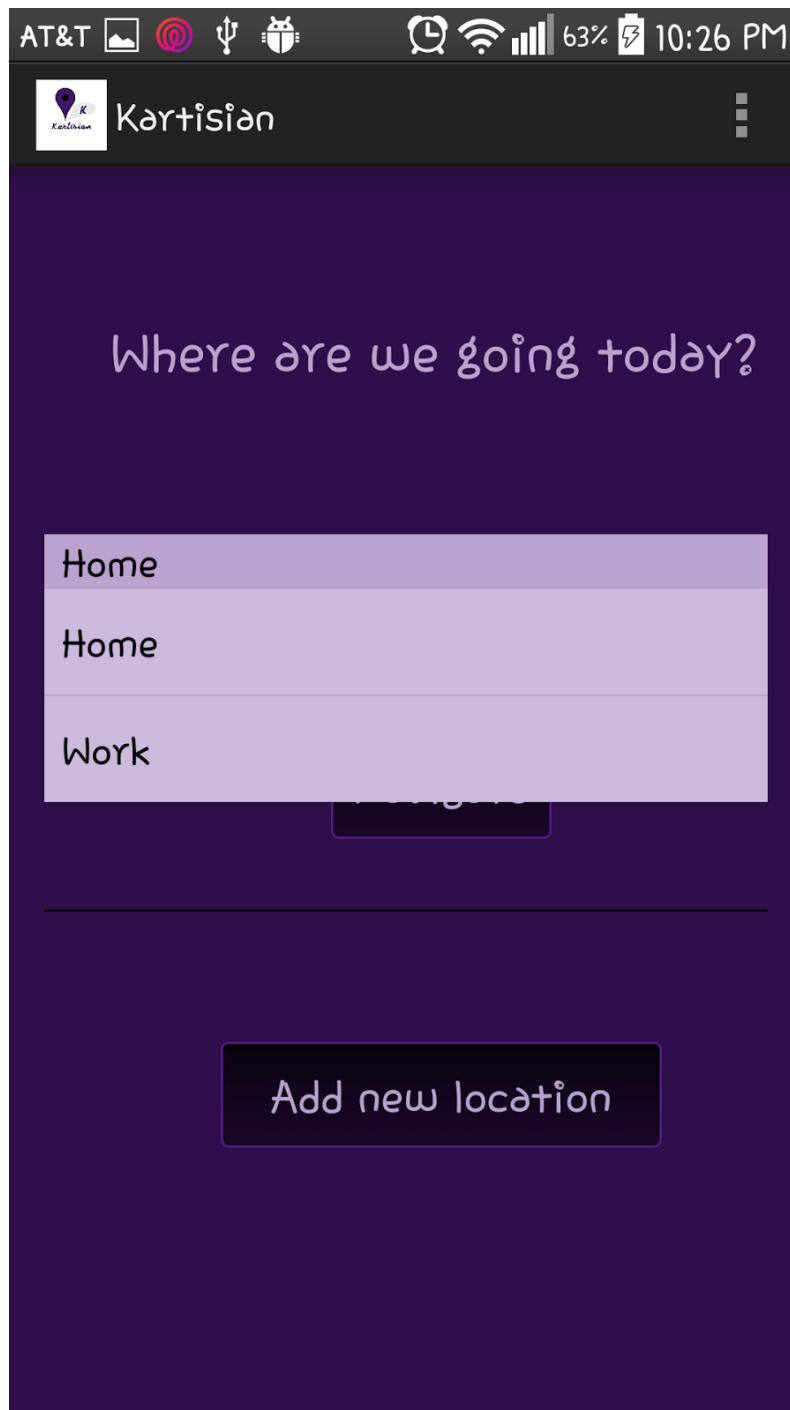 AT&T 63% 10:26 PM
K
Kartisian
Kartisian
Where are we going today?
Home
Home
Work
Add new location